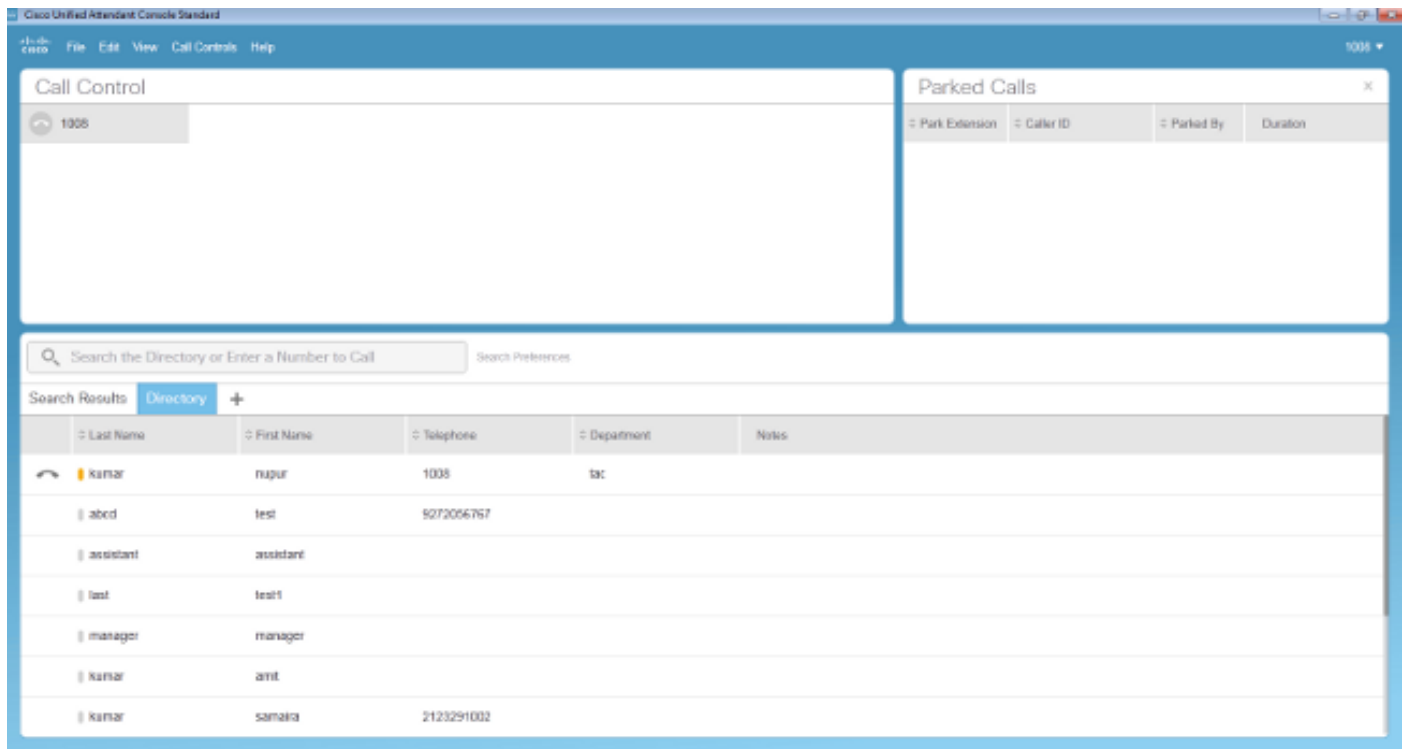 Cisco Unified Attendant Console Standard
cisco File Edit View Call Controls Help 1008
Call Control
Parked Calls
1008
Park Extension Caller ID Parked By Duration
Search the Directory or Enter a Number to Call Search Preferences
Search Results Directory +
Last Name First Name Telephone Department Notes
kumar nupur 1008 tac
abcd test 9272056767
assistant assistant
last test1
manager manager
kumar amit
kumar samaira 2123291002